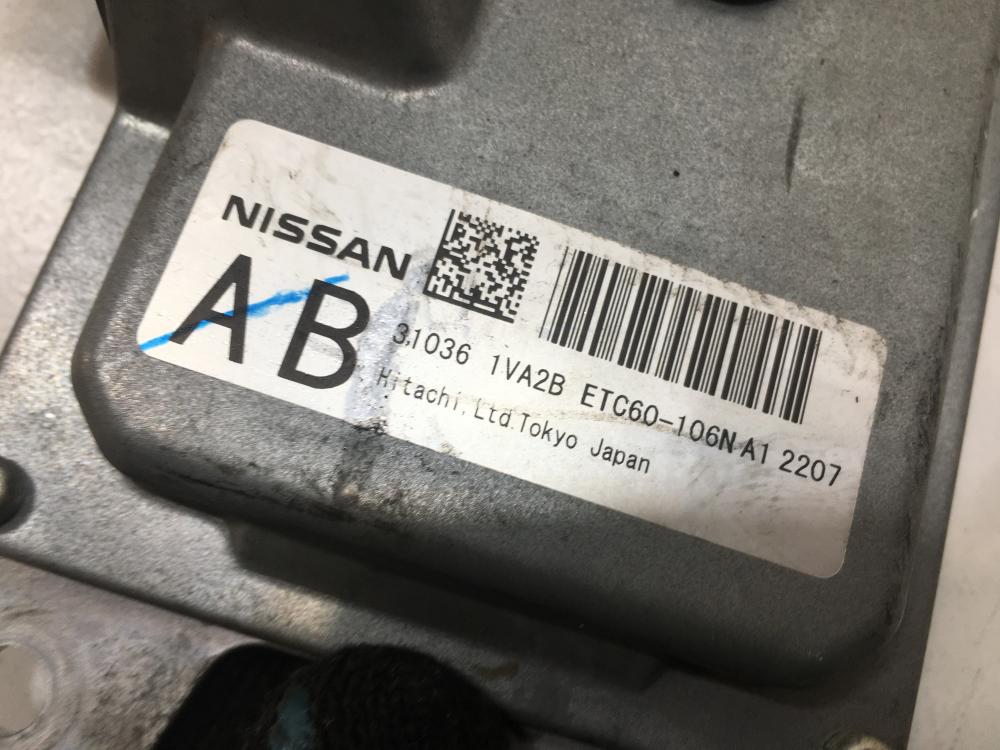 NISSAN
AB
31036 1VA2B ETC60-106N A1 2207
Hitachi, Ltd. Tokyo Japan